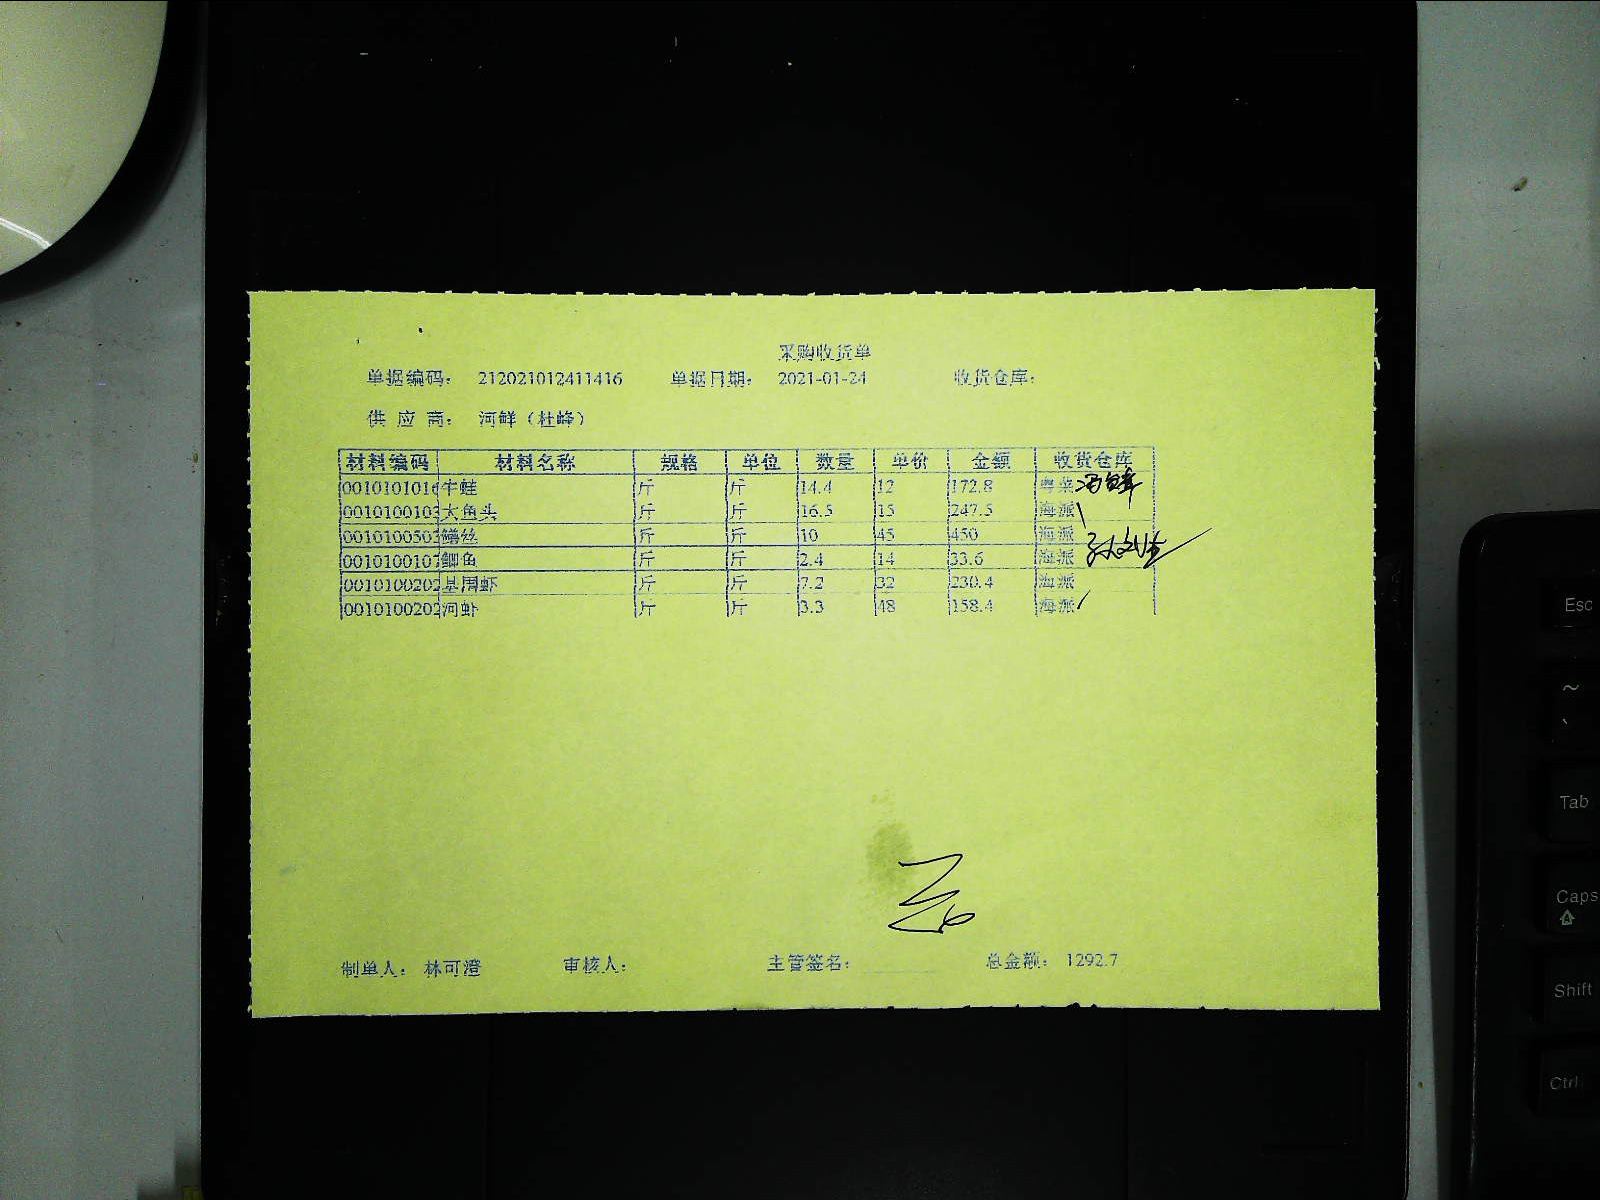 采购收货单
单据编码： 212021012411416 单据日期： 2021-01-24 收货仓库：
供 应 商： 河鲜（杜峰）
材料编码 材料名称 规格 单位 数量 单价 金额 收货仓库
0010101016 牛蛙 斤 斤 14.4 12 172.8 粤菜
0010100103 大鱼头 斤 斤 16.5 15 247.5 海派
0010100503 鳝丝 斤 斤 10 45 450 海派
0010100107 鲫鱼 斤 斤 2.4 14 33.6 海派
0010100202 基围虾 斤 斤 7.2 32 230.4 海派
0010100202 河虾 斤 斤 3.3 48 158.4 海派
制单人： 林可澄 审核人： 主管签名： 总金额： 1292.7
Esc
~
`
Tab
Caps
Shift
Ctrl